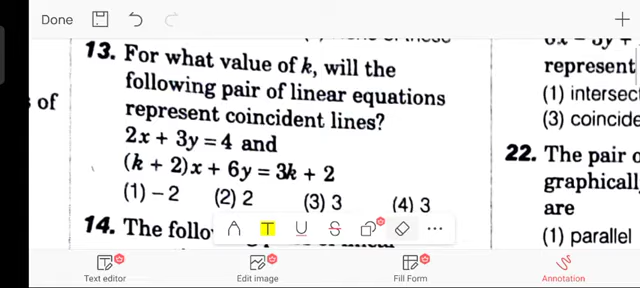 Done
13. For what value of k, will the
following pair of linear equations
represent coincident lines?
2x + 3y = 4 and
(k + 2)x + 6y = 3k + 2
(1) – 2 (2) 2 (3) 3 (4) 3
14. The follo
s of
represent
(1) intersec
(3) coincide
22. The pair o
graphicall
are
(1) parallel
T U S
Text editor
Edit image
Fill Form
Annotation